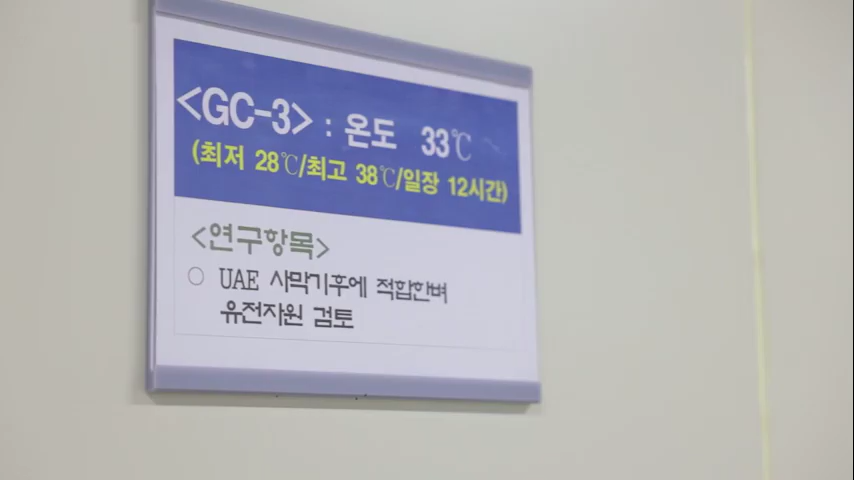 <GC-3> : 온도 33℃
(최저 28℃/최고 38℃/일장 12시간)
<연구항목>
○ UAE 사막기후에 적합한벼
유전자원 검토